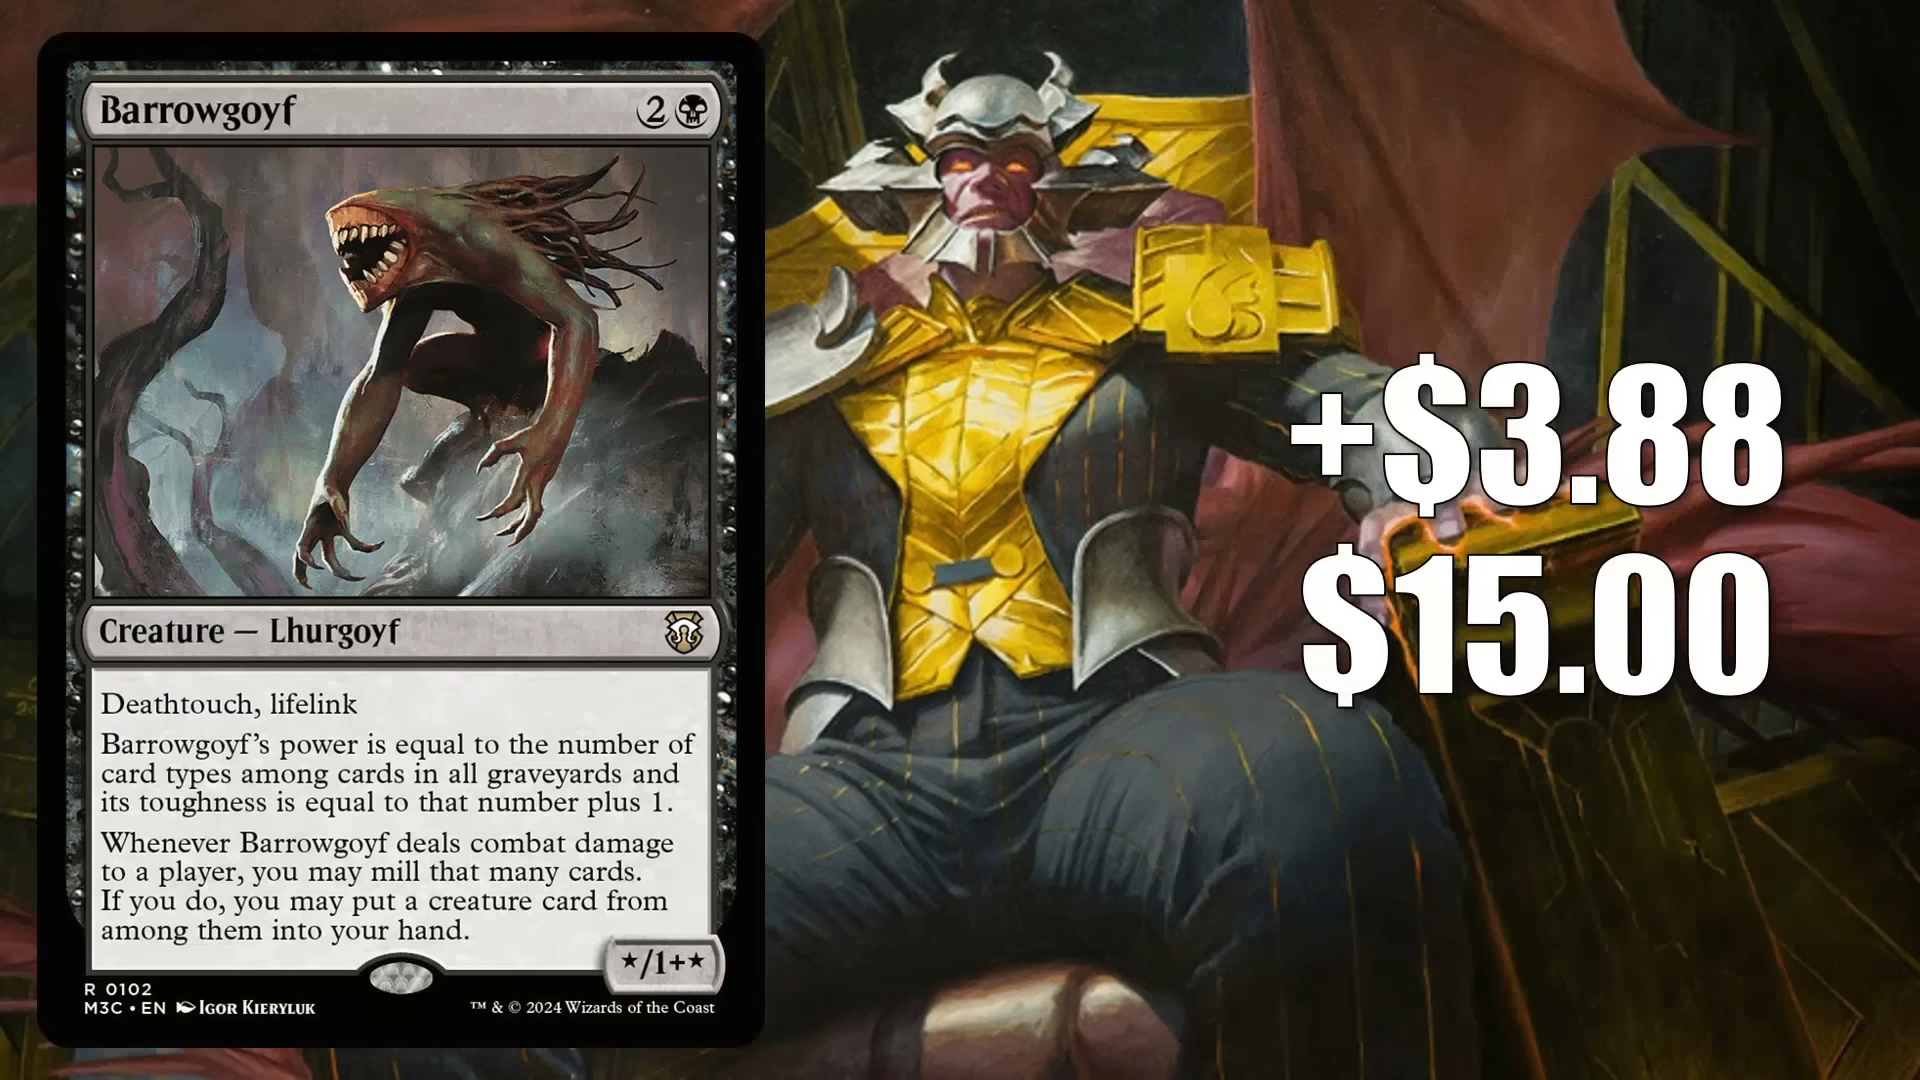 Barrowgoyf 2
Creature — Lhurgoyf
Deathtouch, lifelink
Barrowgoyf's power is equal to the number of
card types among cards in all graveyards and
its toughness is equal to that number plus 1.
Whenever Barrowgoyf deals combat damage
to a player, you may mill that many cards.
If you do, you may put a creature card from
among them into your hand.
★/1+★
R 0102
M3C • EN Igor Kieryluk
™ & © 2024 Wizards of the Coast
+$3.88
$15.00